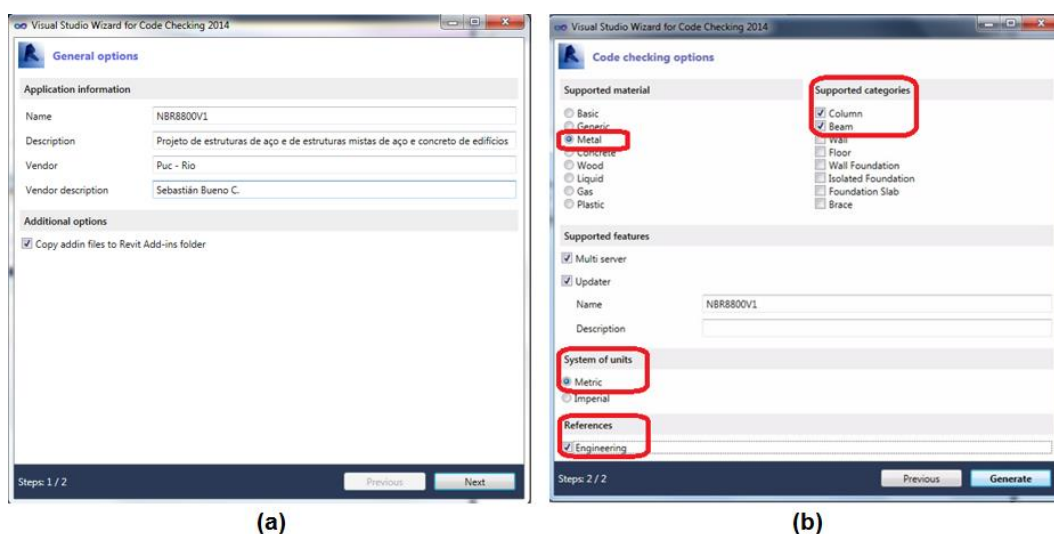 Visual Studio Wizard for Code Checking 2014
General options
Application information
Name NBR8800V1
Description Projeto de estruturas de aço e de estruturas mistas de aço e concreto de edifícios
Vendor Puc - Rio
Vendor description Sebastián Bueno C.
Additional options
Copy addin files to Revit Add-ins folder
Steps: 1 / 2 Previous Next
(a)
Visual Studio Wizard for Code Checking 2014
Code checking options
Supported material
Basic
Generic
Metal
Concrete
Wood
Liquid
Gas
Plastic
Supported categories
Column
Beam
Wall
Floor
Wall Foundation
Isolated Foundation
Foundation Slab
Brace
Supported features
Multi server
Updater
Name NBR8800V1
Description
System of units
Metric
Imperial
References
Engineering
Steps: 2 / 2 Previous Generate
(b)